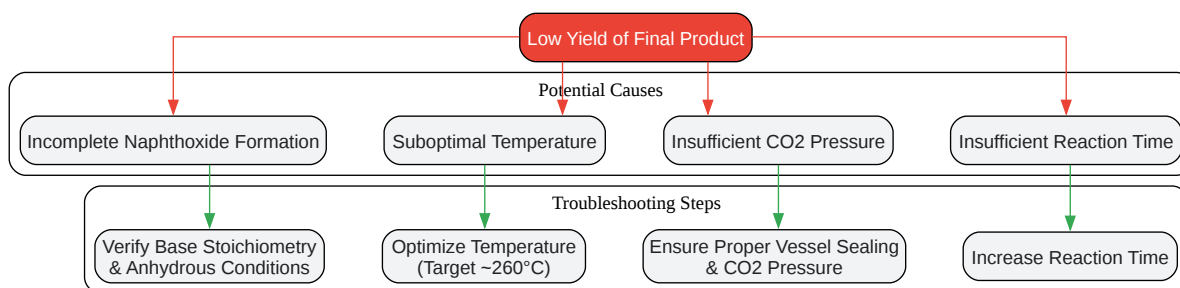 Low Yield of Final Product
Potential Causes
Incomplete Naphthoxide Formation
Suboptimal Temperature
Insufficient CO2 Pressure
Insufficient Reaction Time
Troubleshooting Steps
Verify Base Stoichiometry
& Anhydrous Conditions
Optimize Temperature
(Target ~260°C)
Ensure Proper Vessel Sealing
& CO2 Pressure
Increase Reaction Time